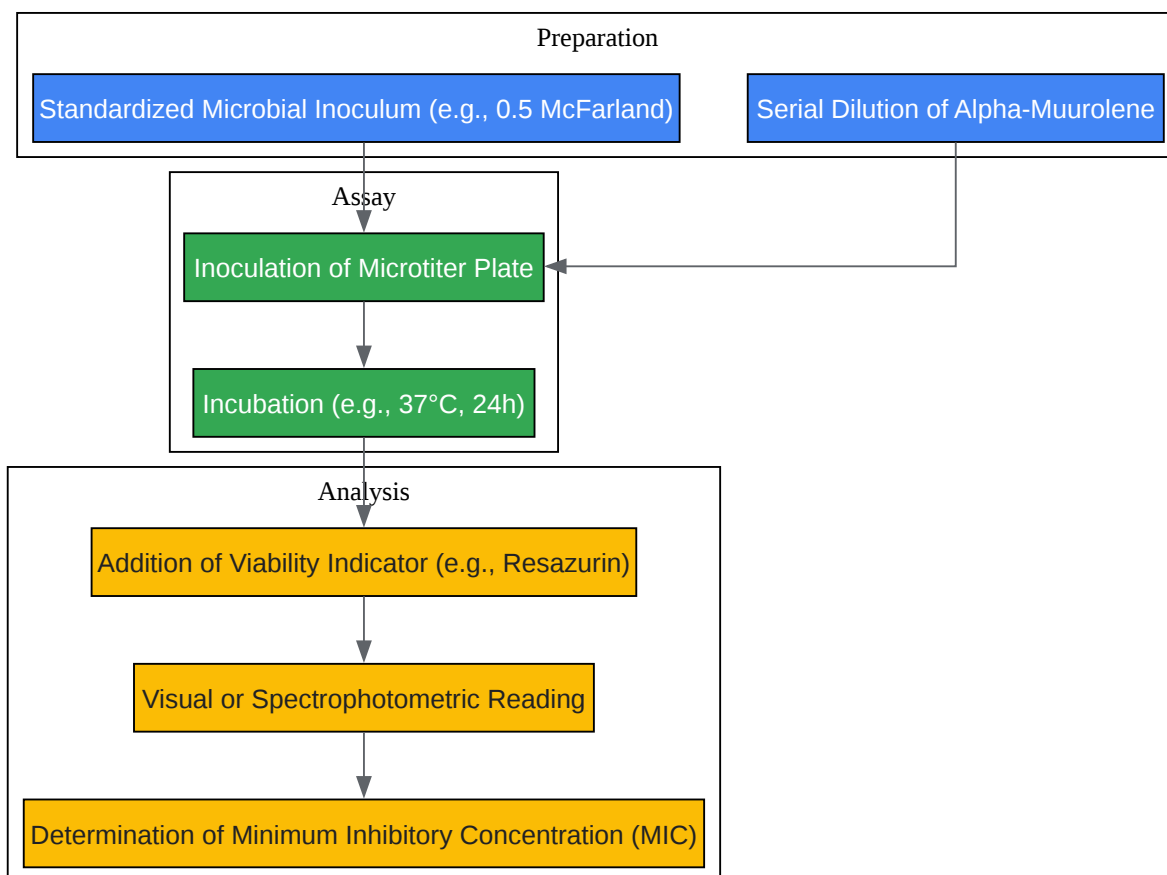 Preparation
Standardized Microbial Inoculum (e.g., 0.5 McFarland)
Serial Dilution of Alpha-Muurolene
Assay
Inoculation of Microtiter Plate
Incubation (e.g., 37°C, 24h)
Analysis
Addition of Viability Indicator (e.g., Resazurin)
Visual or Spectrophotometric Reading
Determination of Minimum Inhibitory Concentration (MIC)